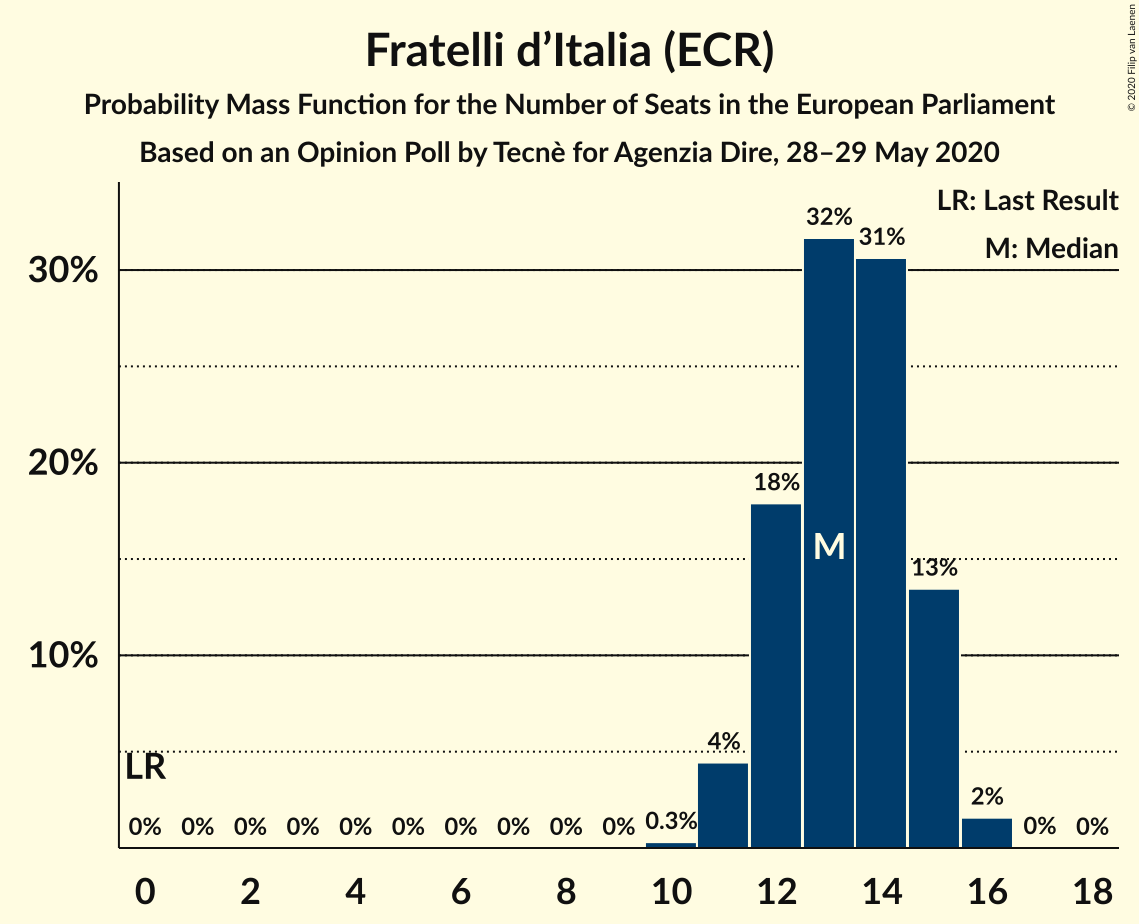 © 2020 Filip van Laenen
Fratelli d’Italia (ECR)
Probability Mass Function for the Number of Seats in the European Parliament
Based on an Opinion Poll by Tecnè for Agenzia Dire, 28–29 May 2020
LR: Last Result
M: Median
32%
31%
30%
20%
18%
M
13%
10%
4%
LR
2%
0% 0% 0% 0% 0% 0% 0% 0% 0% 0% 0.3% 0% 0%
0 2 4 6 8 10 12 14 16 18